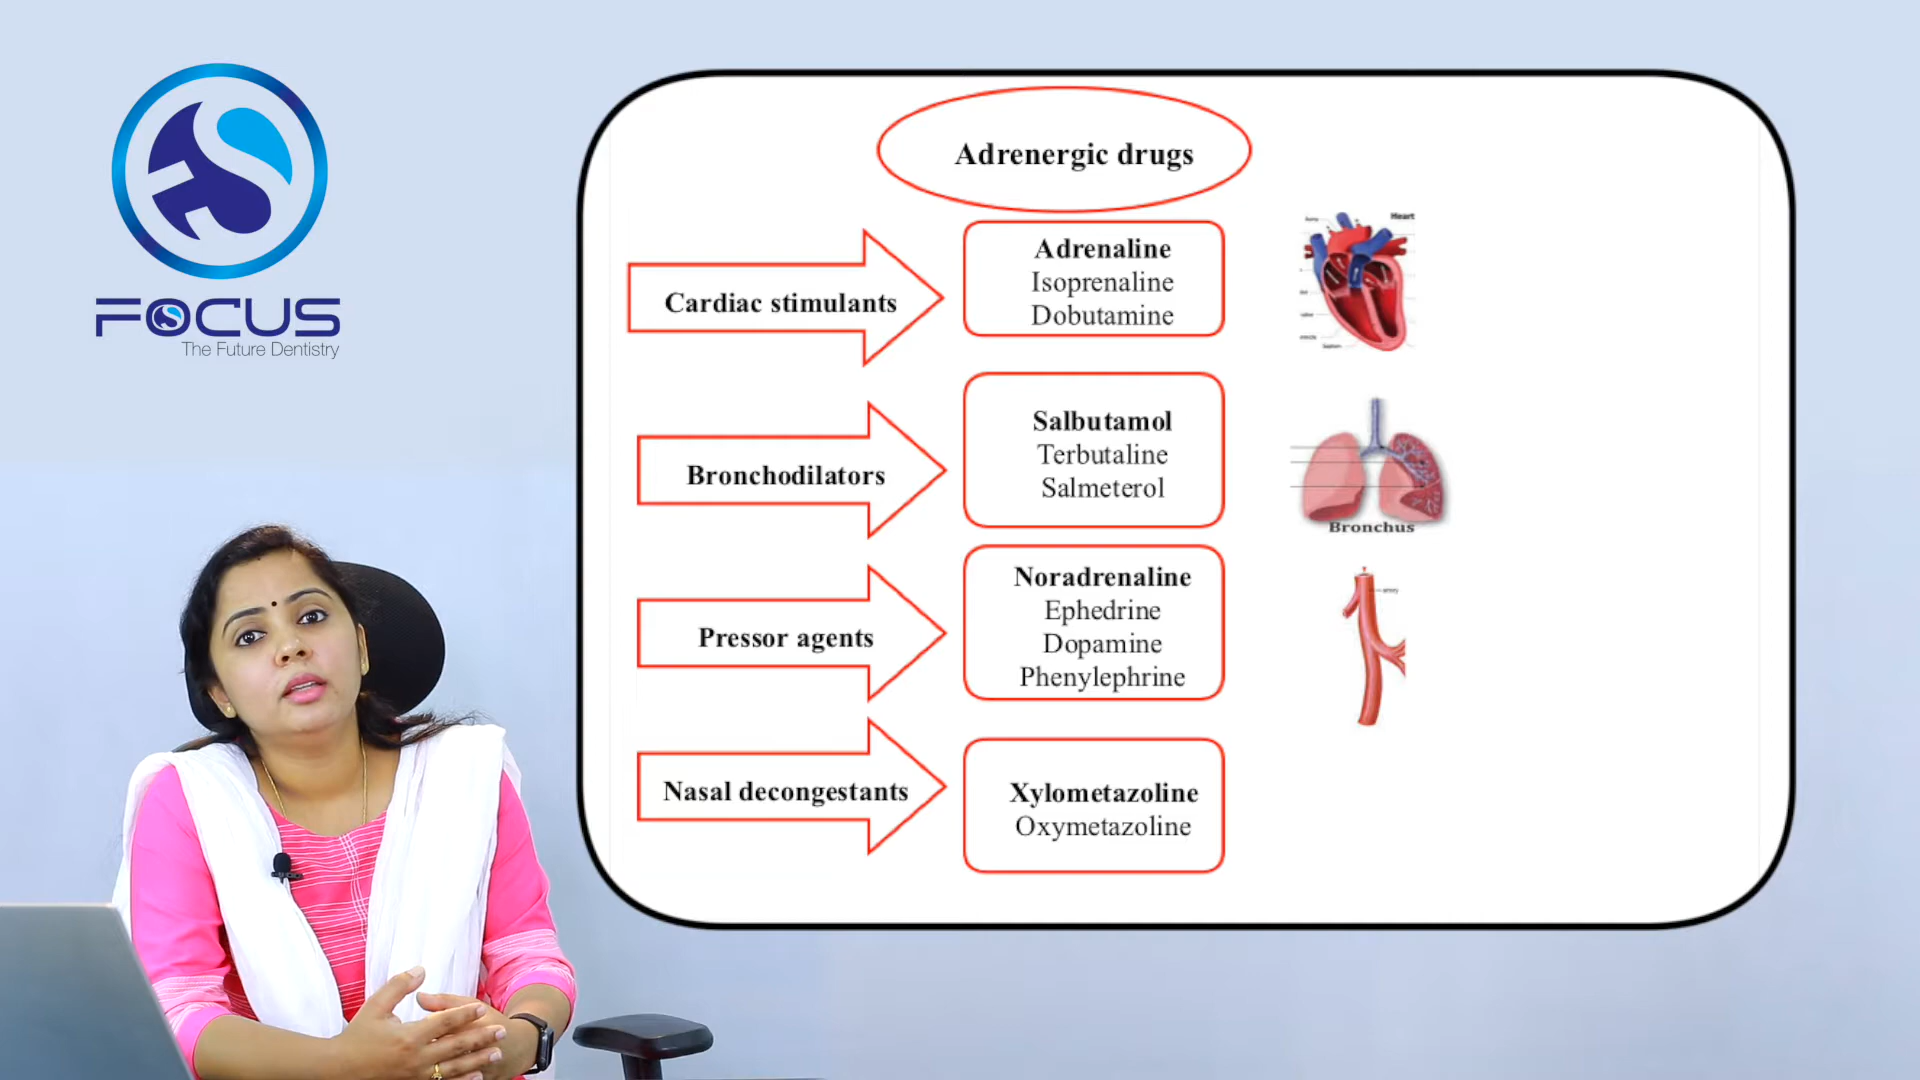 FOCUS
The Future Dentistry
Adrenergic drugs
Cardiac stimulants
Adrenaline
Isoprenaline
Dobutamine
Heart
Bronchodilators
Salbutamol
Terbutaline
Salmeterol
Bronchus
Pressor agents
Noradrenaline
Ephedrine
Dopamine
Phenylephrine
artery
Nasal decongestants
Xylometazoline
Oxymetazoline